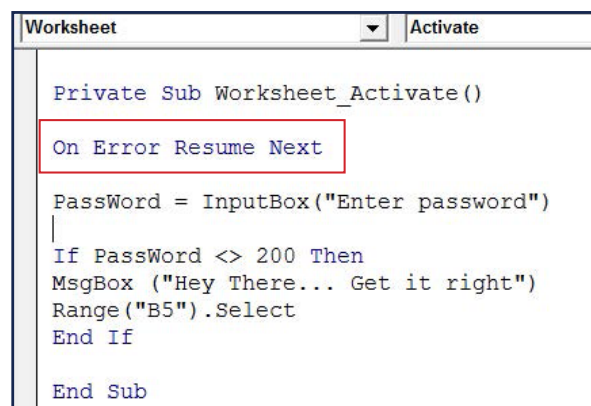 Worksheet Activate
Private Sub Worksheet_Activate()
On Error Resume Next
PassWord = InputBox("Enter password")
If PassWord <> 200 Then
MsgBox ("Hey There... Get it right")
Range("B5").Select
End If
End Sub